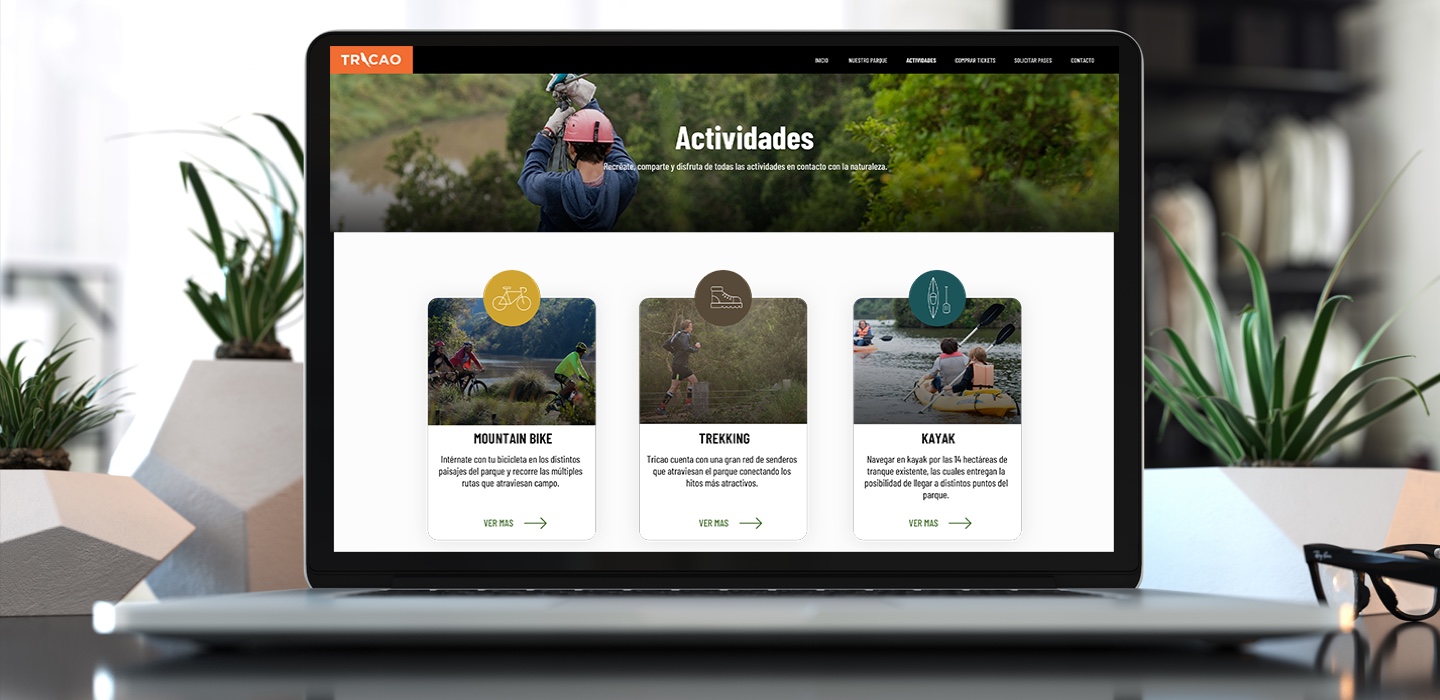 TRICAO
INICIO NUESTRO PARQUE ACTIVIDADES COMPRAR TICKETS SOLICITAR PASES CONTACTO
Actividades
Recréate, comparte y disfruta de todas las actividades en contacto con la naturaleza.
MOUNTAIN BIKE
Intérnate con tu bicicleta en los distintos
paisajes del parque y recorre las múltiples
rutas que atraviesan campo.
VER MAS
TREKKING
Tricao cuenta con una gran red de senderos
que atraviesan el parque conectando los
hitos más atractivos.
VER MAS
KAYAK
Navegar en kayak por las 14 hectáreas de
tranque existente, las cuales entregan la
posibilidad de llegar a distintos puntos del
parque.
VER MAS
Ray-Ban